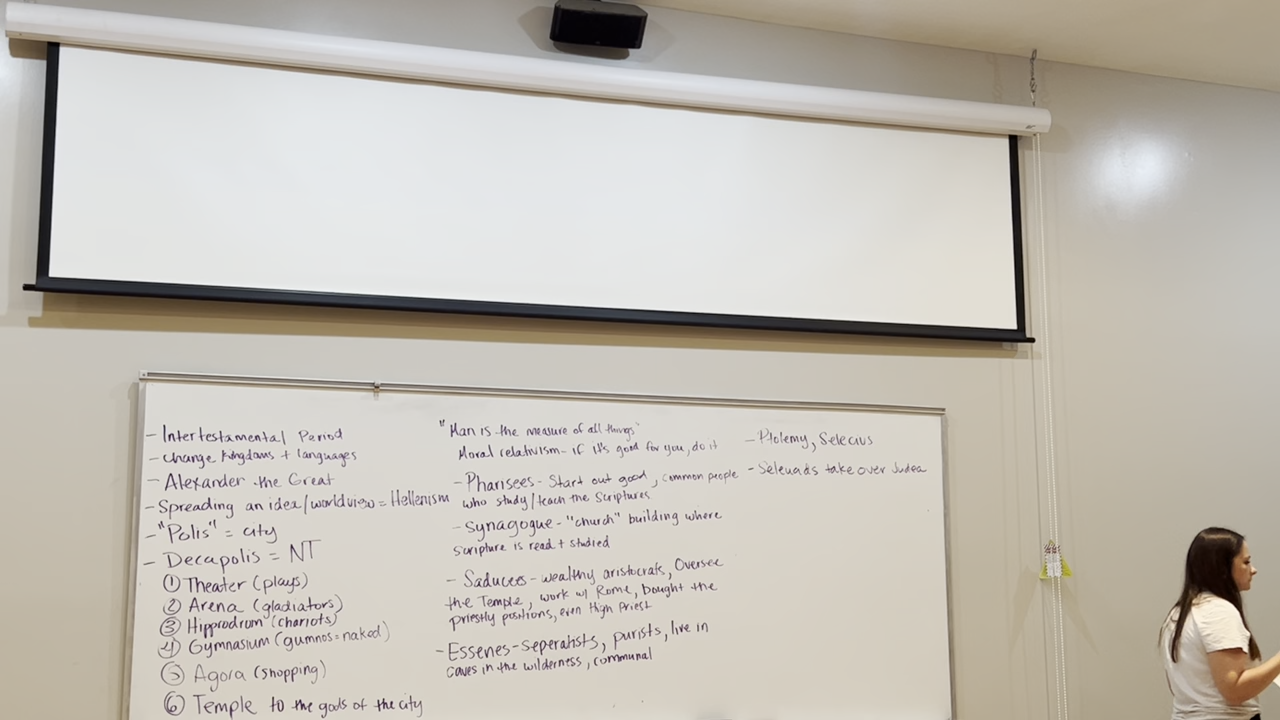 - Intertestamental Period
- Change kingdoms + languages
- Alexander the Great
- Spreading an idea/worldview = Hellenism
- "Polis" = city
- Decapolis = NT
① Theater (plays)
② Arena (gladiators)
③ Hipprodrom (chariots)
④ Gymnasium (gumnos = naked)
⑤ Agora (shopping)
⑥ Temple to the gods of the city
"Man is the measure of all things"
Moral relativism - if it's good for you, do it
- Pharisees - Start out good, common people
who study/teach the Scriptures
- Synagogue - "church" building where
scripture is read + studied
- Saducees - wealthy aristocrats, Oversee
the Temple, work w/ Rome, bought the
priestly positions, even High Priest
- Essenes - seperatists, purists, live in
caves in the wilderness, communal
- Ptolemy, Selecius
- Seleuads take over Judea